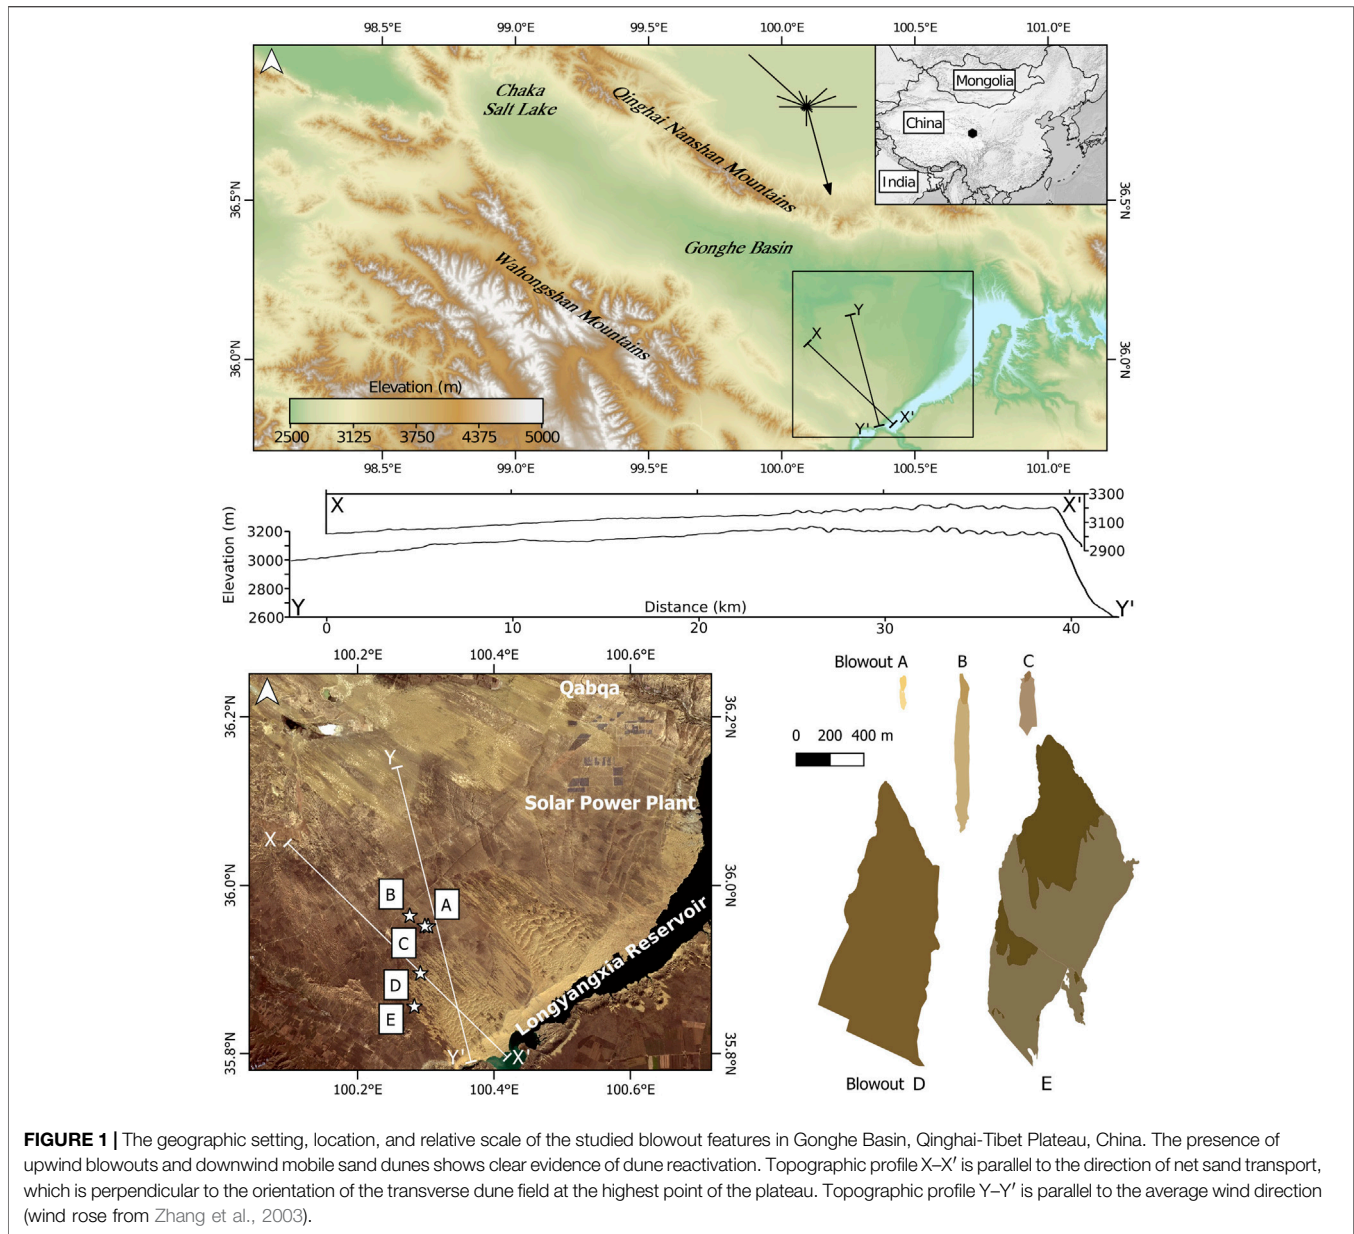 98.5°E 99.0°E 99.5°E 100.0°E 100.5°E 101.0°E
Chaka
Salt Lake
Qinghai Nanshan Mountains
Mongolia
China
India
36.5°N
36.5°N
Gonghe Basin
Wahongshan Mountains
Y
X
36.0°N
36.0°N
Elevation (m)
2500 3125 3750 4375 5000
X'
Y'
98.5°E 99.0°E 99.5°E 100.0°E 100.5°E 101.0°E
X X'
3300
3100
2900
Elevation (m)
3200
3000
2800
2600
Y Y'
Distance (km)
0 10 20 30 40
100.2°E 100.4°E 100.6°E
Qabqa
36.2°N
36.2°N
Y
Solar Power Plant
X
36.0°N
36.0°N
B
A
C
D
E
Longyangxia Reservoir
35.8°N
35.8°N
Y' X'
100.2°E 100.4°E 100.6°E
Blowout A B C
0 200 400 m
Blowout D E
FIGURE 1 | The geographic setting, location, and relative scale of the studied blowout features in Gonghe Basin, Qinghai-Tibet Plateau, China. The presence of
upwind blowouts and downwind mobile sand dunes shows clear evidence of dune reactivation. Topographic profile X–X′ is parallel to the direction of net sand transport,
which is perpendicular to the orientation of the transverse dune field at the highest point of the plateau. Topographic profile Y–Y′ is parallel to the average wind direction
(wind rose from Zhang et al., 2003).